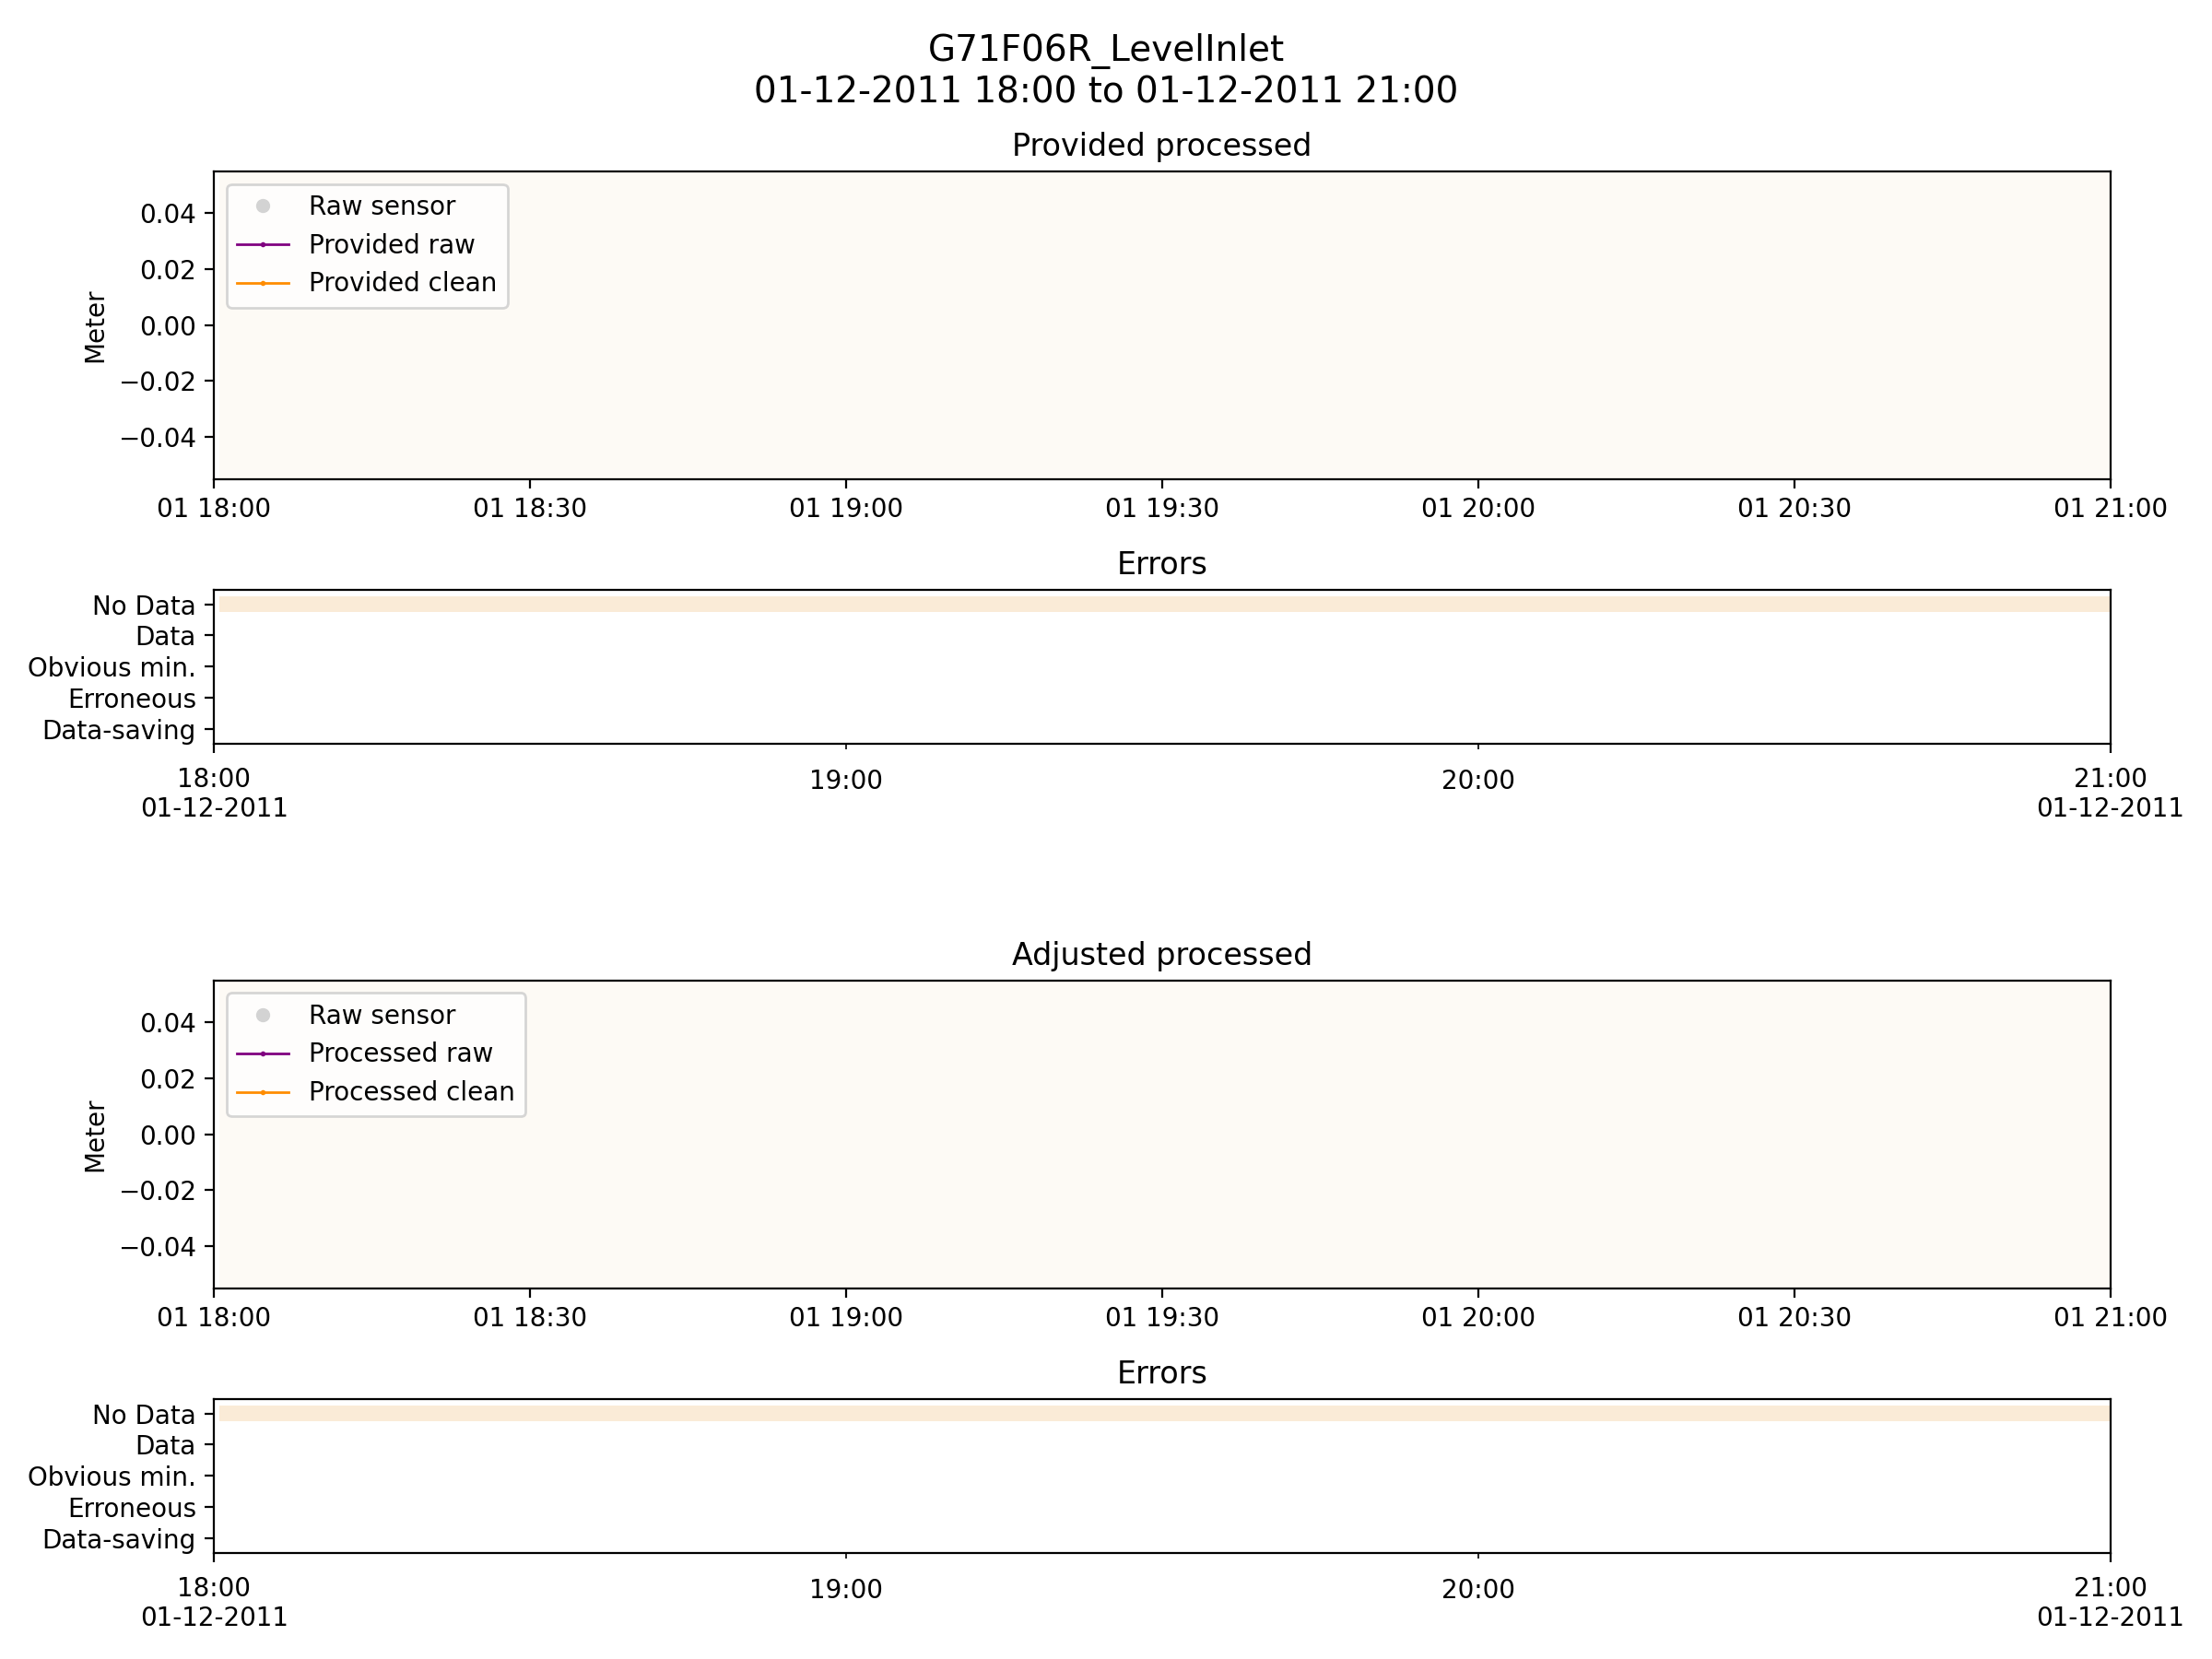 G71F06R_LevelInlet
01-12-2011 18:00 to 01-12-2011 21:00
Provided processed
Raw sensor
Provided raw
Provided clean
Meter
0.04
0.02
0.00
−0.02
−0.04
01 18:00 01 18:30 01 19:00 01 19:30 01 20:00 01 20:30 01 21:00
Errors
No Data
Data
Obvious min.
Erroneous
Data-saving
18:00 19:00 20:00 21:00
01-12-2011 01-12-2011
Adjusted processed
Raw sensor
Processed raw
Processed clean
Meter
0.04
0.02
0.00
−0.02
−0.04
01 18:00 01 18:30 01 19:00 01 19:30 01 20:00 01 20:30 01 21:00
Errors
No Data
Data
Obvious min.
Erroneous
Data-saving
18:00 19:00 20:00 21:00
01-12-2011 01-12-2011